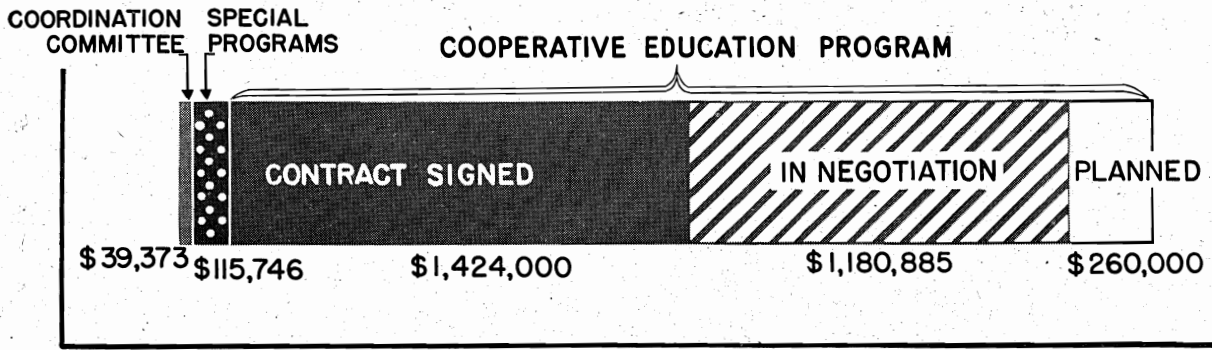 COORDINATION COMMITTEE
SPECIAL PROGRAMS
COOPERATIVE EDUCATION PROGRAM
CONTRACT SIGNED
IN NEGOTIATION
PLANNED
$39,373
$115,746
$1,424,000
$1,180,885
$260,000